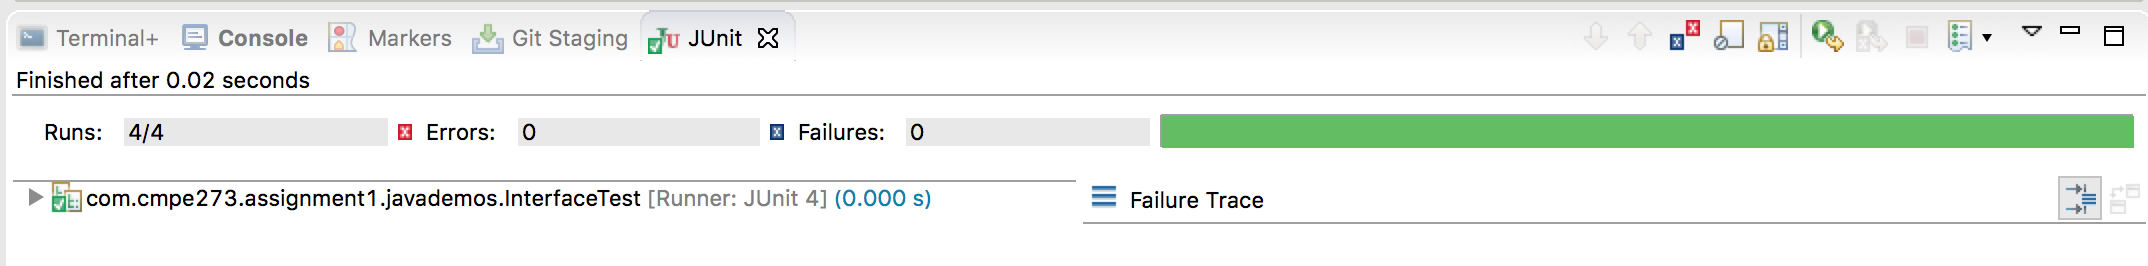 Terminal+ Console Markers Git Staging JUnit
Finished after 0.02 seconds
Runs: 4/4 Errors: 0 Failures: 0
com.cmpe273.assignment1.javademos.InterfaceTest [Runner: JUnit 4] (0.000 s)
Failure Trace